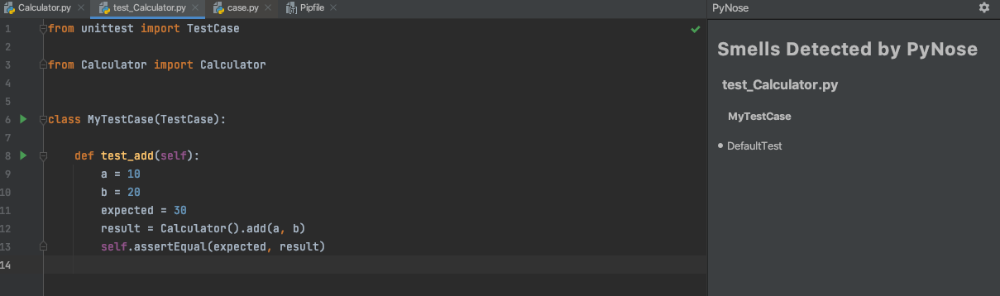 Calculator.py test_Calculator.py case.py Pipfile PyNose
1 from unittest import TestCase
2
3 from Calculator import Calculator
4
5
6 class MyTestCase(TestCase):
7
8 def test_add(self):
9 a = 10
10 b = 20
11 expected = 30
12 result = Calculator().add(a, b)
13 self.assertEqual(expected, result)
14
Smells Detected by PyNose
test_Calculator.py
MyTestCase
• DefaultTest